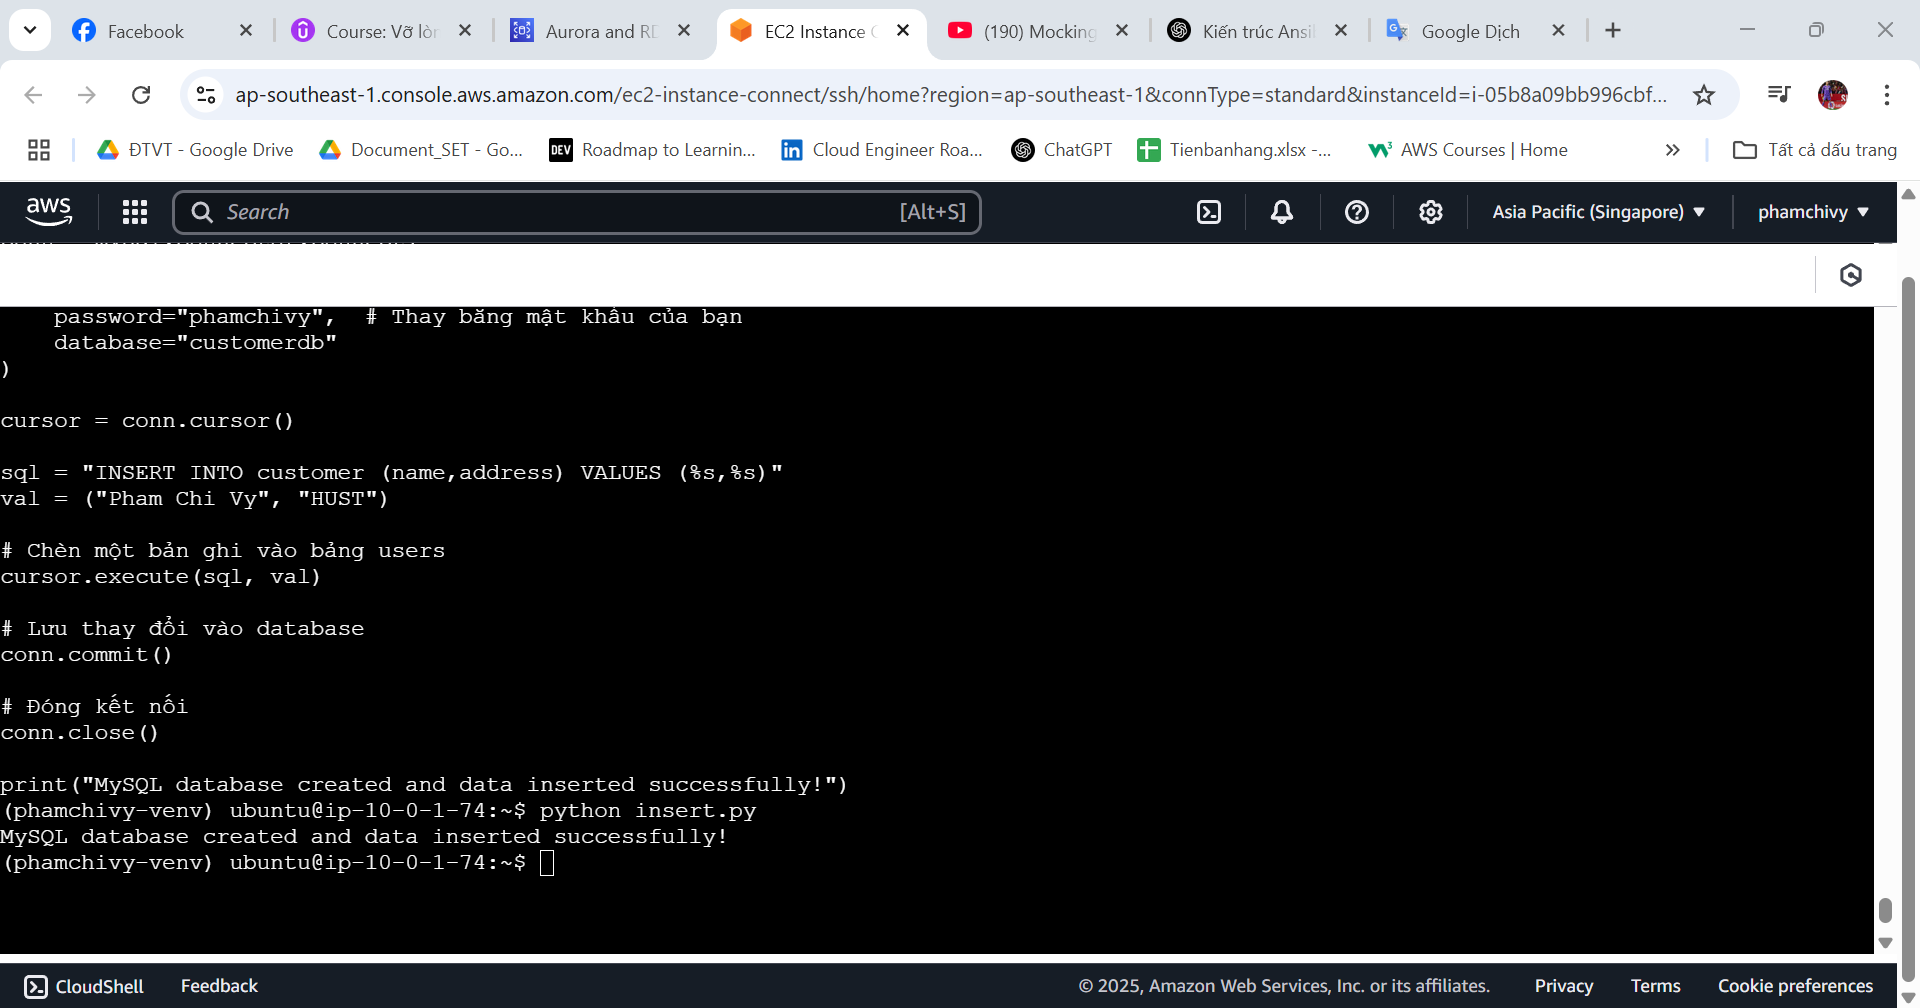 Facebook
Course: Vỡ lòn
Aurora and RD
EC2 Instance C
(190) Mocking
Kiến trúc Ansil
Google Dịch
ap-southeast-1.console.aws.amazon.com/ec2-instance-connect/ssh/home?region=ap-southeast-1&connType=standard&instanceId=i-05b8a09bb996cbf...
ĐTVT - Google Drive
Document_SET - Go...
DEV
Roadmap to Learnin...
in
Cloud Engineer Roa...
ChatGPT
Tienbanhang.xlsx -...
AWS Courses | Home
Tất cả dấu trang
aws
Search
[Alt+S]
Asia Pacific (Singapore)
phamchivy
password="phamchivy",  # Thay bằng mật khẩu của bạn
database="customerdb"
)
cursor = conn.cursor()
sql = "INSERT INTO customer (name,address) VALUES (%s,%s)"
val = ("Pham Chi Vy", "HUST")
# Chèn một bản ghi vào bảng users
cursor.execute(sql, val)
# Lưu thay đổi vào database
conn.commit()
# Đóng kết nối
conn.close()
print("MySQL database created and data inserted successfully!")
(phamchivy-venv) ubuntu@ip-10-0-1-74:~$ python insert.py
MySQL database created and data inserted successfully!
(phamchivy-venv) ubuntu@ip-10-0-1-74:~$
CloudShell
Feedback
© 2025, Amazon Web Services, Inc. or its affiliates.
Privacy
Terms
Cookie preferences